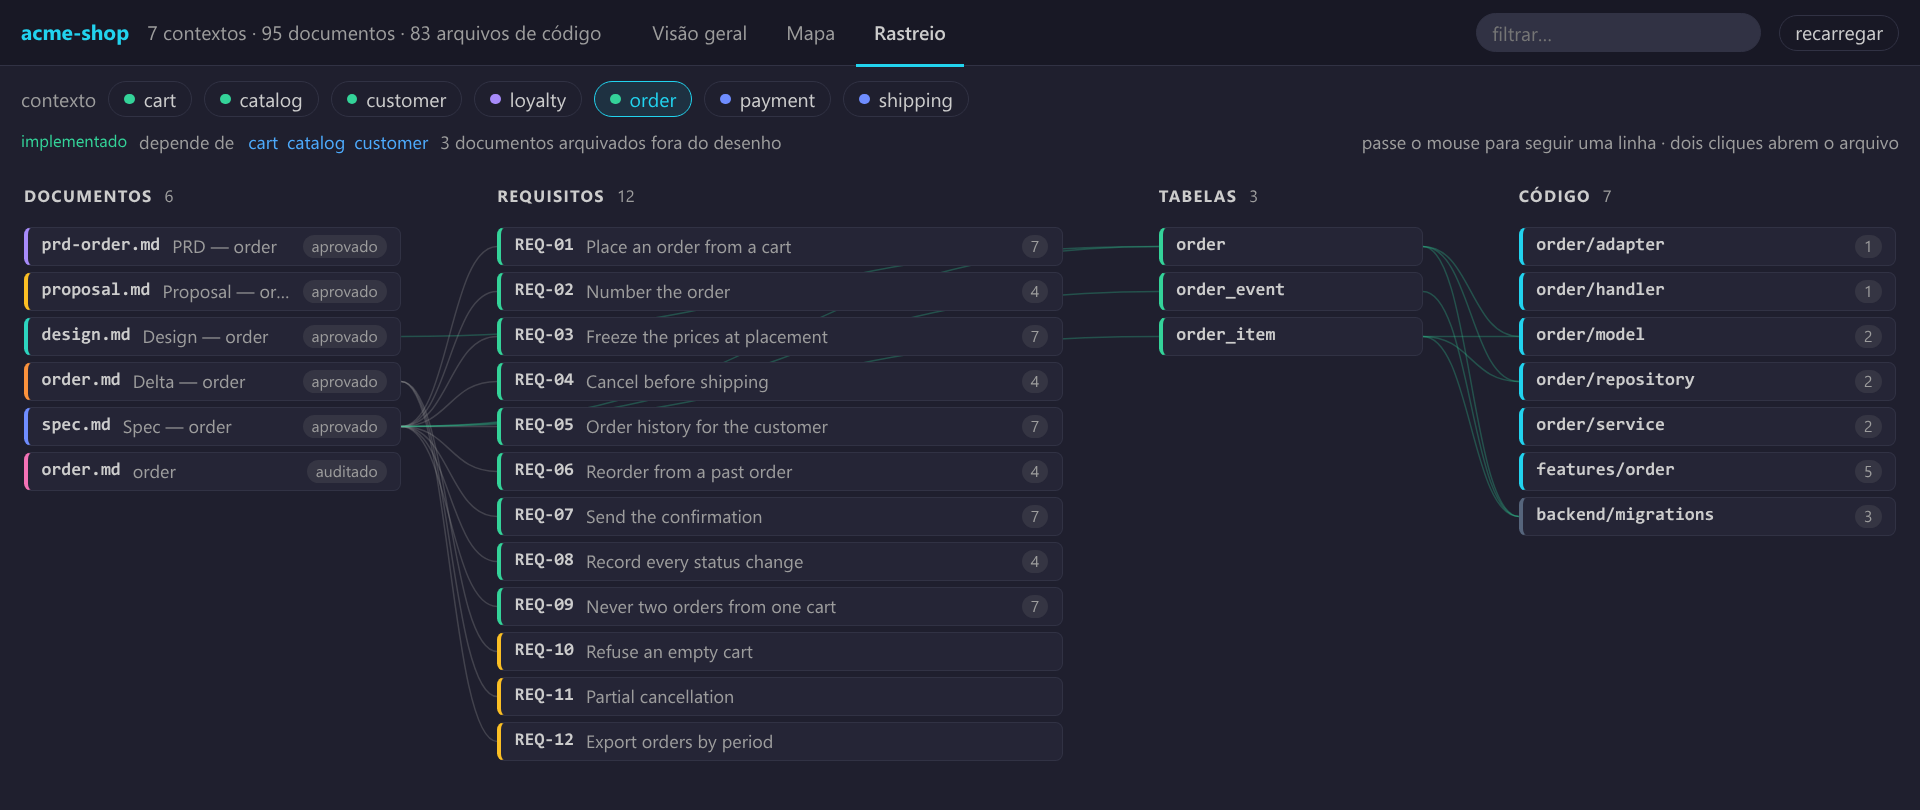 acme-shop 7 contextos · 95 documentos · 83 arquivos de código Visão geral Mapa Rastreio filtrar... recarregar
contexto cart catalog customer loyalty order payment shipping
implementado depende de cart catalog customer 3 documentos arquivados fora do desenho passe o mouse para seguir uma linha · dois cliques abrem o arquivo
DOCUMENTOS 6
prd-order.md PRD — order aprovado
proposal.md Proposal — or... aprovado
design.md Design — order aprovado
order.md Delta — order aprovado
spec.md Spec — order aprovado
order.md order auditado
REQUISITOS 12
REQ-01 Place an order from a cart 7
REQ-02 Number the order 4
REQ-03 Freeze the prices at placement 7
REQ-04 Cancel before shipping 4
REQ-05 Order history for the customer 7
REQ-06 Reorder from a past order 4
REQ-07 Send the confirmation 7
REQ-08 Record every status change 4
REQ-09 Never two orders from one cart 7
REQ-10 Refuse an empty cart
REQ-11 Partial cancellation
REQ-12 Export orders by period
TABELAS 3
order
order_event
order_item
CÓDIGO 7
order/adapter 1
order/handler 1
order/model 2
order/repository 2
order/service 2
features/order 5
backend/migrations 3